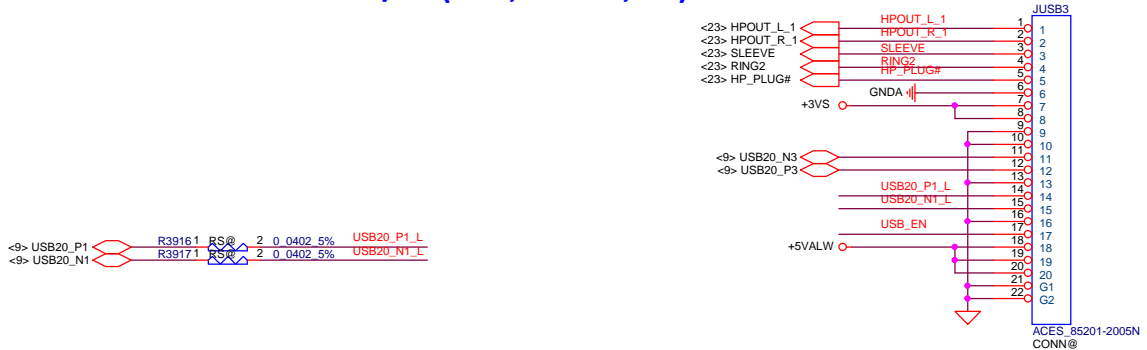 JUSB3
<23> HPOUT_L_1 HPOUT_L_1 1 1
<23> HPOUT_R_1 HPOUT_R_1 2 2
<23> SLEEVE SLEEVE 3 3
<23> RING2 RING2 4 4
<23> HP_PLUG# HP_PLUG# 5 5
GNDA 6 6
+3VS 7 7
8 8
9 9
10 10
<9> USB20_N3 11 11
<9> USB20_P3 12 12
13 13
USB20_P1_L 14 14
USB20_N1_L 15 15
16 16
USB_EN 17 17
+5VALW 18 18
19 19
20 20
21 G1
22 G2
<9> USB20_P1 R3916 1 RS@ 2 0_0402_5% USB20_P1_L
<9> USB20_N1 R3917 1 RS@ 2 0_0402_5% USB20_N1_L
ACES_85201-2005N
CONN@